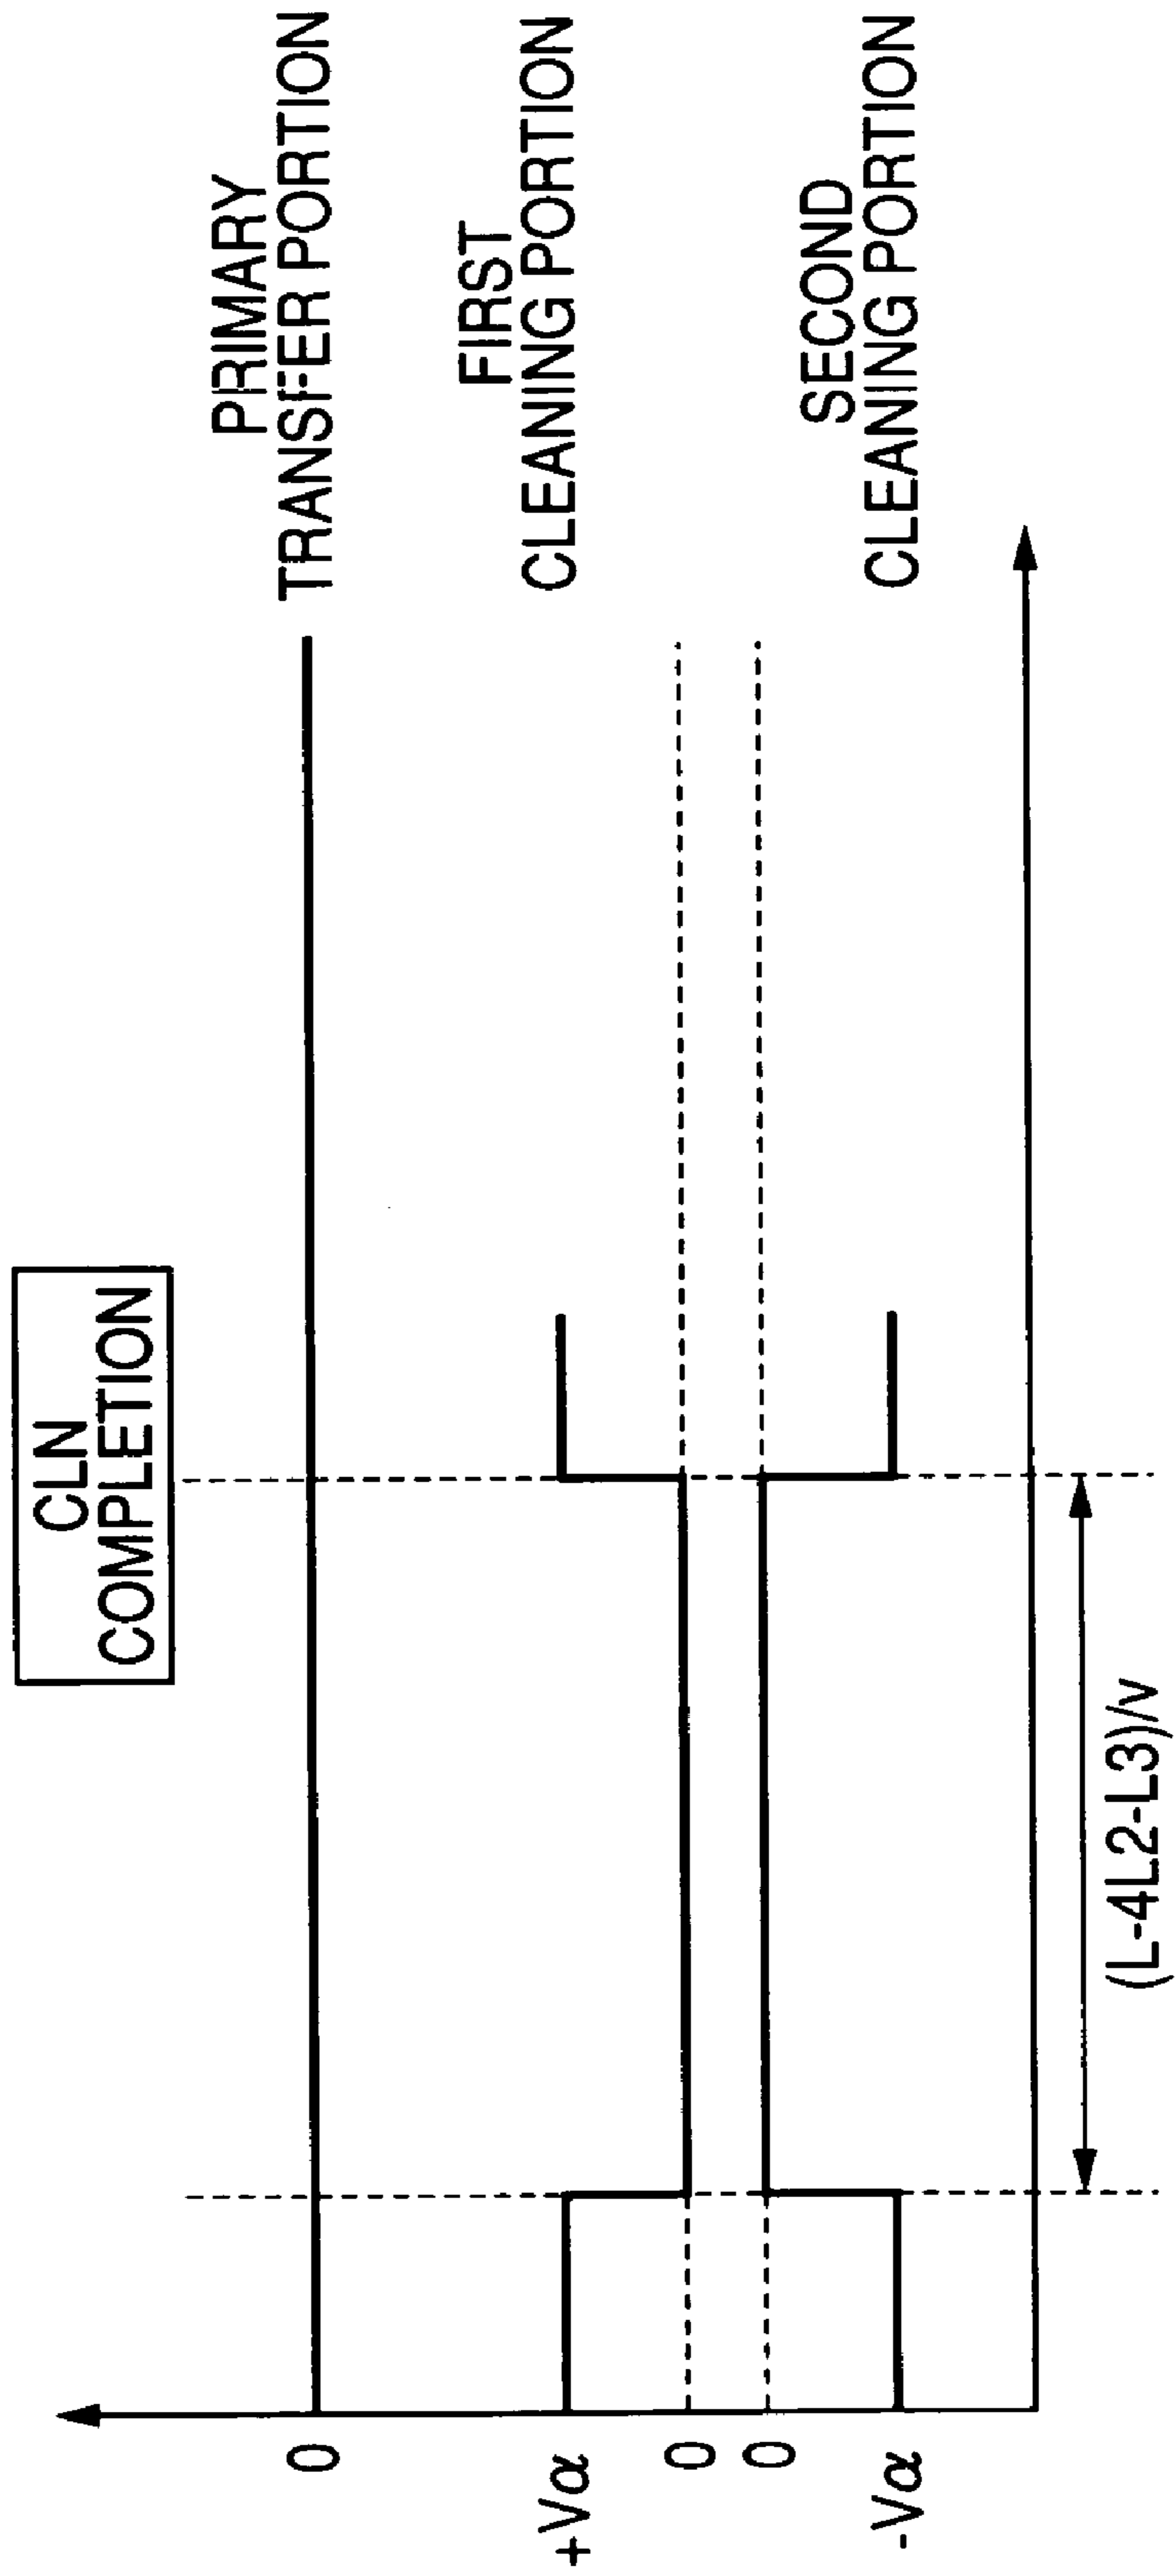 CLN
COMPLETION
PRIMARY
TRANSFER PORTION
FIRST
CLEANING PORTION
SECOND
CLEANING PORTION
0
+Vα
0
0
-Vα
(L-4L2-L3)/v